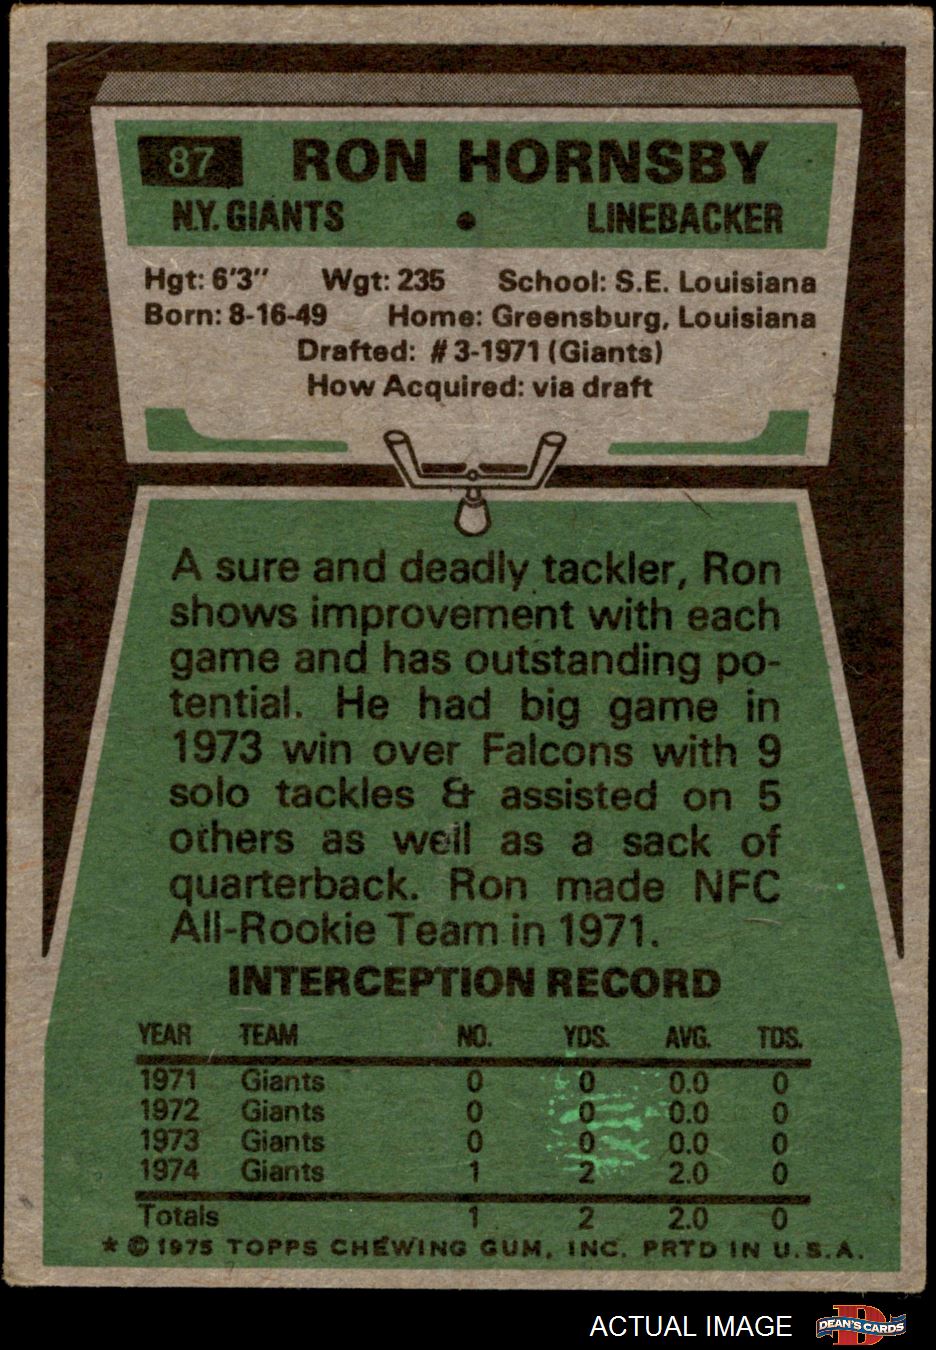 87 RON HORNSBY
N.Y. GIANTS • LINEBACKER
Hgt: 6'3" Wgt: 235 School: S.E. Louisiana
Born: 8-16-49 Home: Greensburg, Louisiana
Drafted: #3-1971 (Giants)
How Acquired: via draft
A sure and deadly tackler, Ron
shows improvement with each
game and has outstanding po-
tential. He had big game in
1973 win over Falcons with 9
solo tackles & assisted on 5
others as well as a sack of
quarterback. Ron made NFC
All-Rookie Team in 1971.
INTERCEPTION RECORD
YEAR TEAM NO. YDS. AVG. TDS.
1971 Giants 0 0 0.0 0
1972 Giants 0 0 0.0 0
1973 Giants 0 0 0.0 0
1974 Giants 1 2 2.0 0
Totals 1 2 2.0 0
* © 1975 TOPPS CHEWING GUM, INC. PRTD IN U.S.A.
ACTUAL IMAGE DEAN'S CARDS